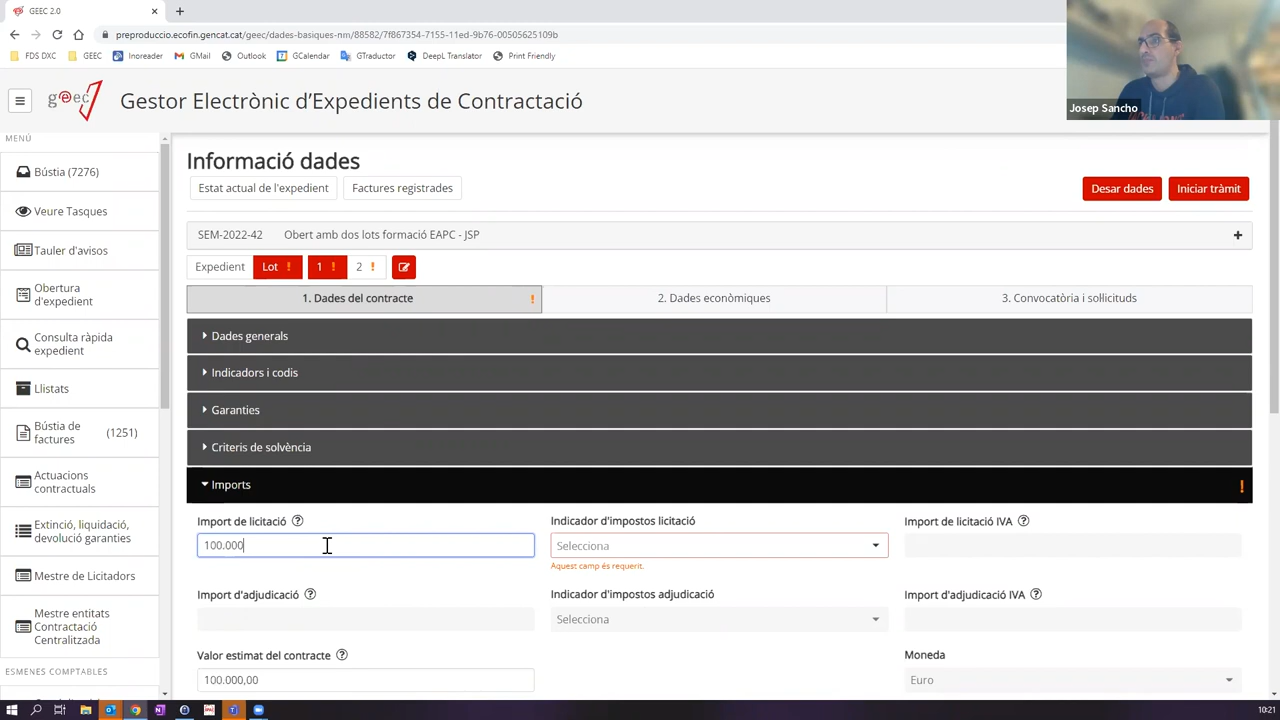 GEEC 2.0
preproduccio.ecofin.gencat.cat/geec/dades-basiques-nm/88582/7f867354-7155-11ed-9b76-00505625109b
FDS DXC
GEEC
Inoreader
GMail
Outlook
GCalendar
GTraductor
DeepL Translator
Print Friendly
Josep Sancho
geec
Gestor Electrònic d'Expedients de Contractació
MENÚ
Bústia (7276)
Veure Tasques
Tauler d'avisos
Obertura
d'expedient
Consulta ràpida
expedient
Llistats
Bústia de
factures
(1251)
Actuacions
contractuals
Extinció, liquidació,
devolució garanties
Mestre de Licitadors
Mestre entitats
Contractació
Centralitzada
ESMENES COMPTABLES
Informació dades
Estat actual de l'expedient
Factures registrades
Desar dades
Iniciar tràmit
SEM-2022-42
Obert amb dos lots formació EAPC - JSP
+
Expedient
Lot !
1 !
2 !
1. Dades del contracte
!
2. Dades econòmiques
3. Convocatòria i sol·licituds
Dades generals
Indicadors i codis
Garanties
Criteris de solvència
Imports
!
Import de licitació ?
Indicador d'impostos licitació
Import de licitació IVA ?
100.000
Selecciona
Aquest camp és requerit.
Import d'adjudicació ?
Indicador d'impostos adjudicació
Import d'adjudicació IVA ?
Selecciona
Valor estimat del contracte ?
Moneda
100.000,00
Euro
10:21